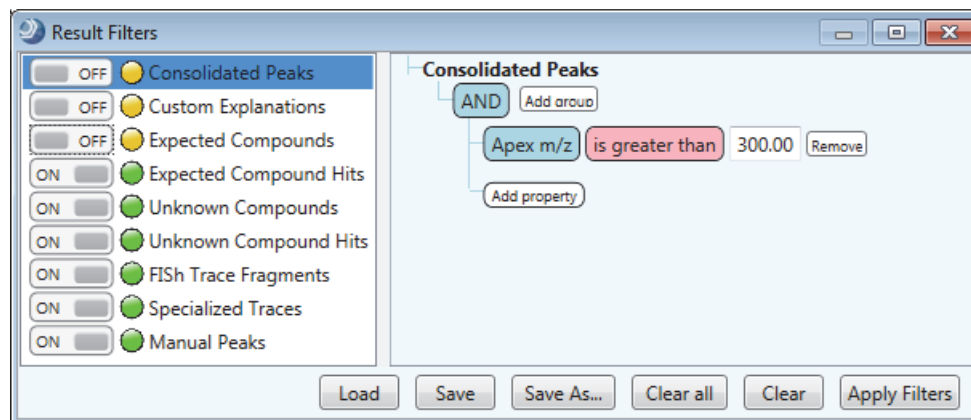 Result Filters
OFF Consolidated Peaks
OFF Custom Explanations
OFF Expected Compounds
ON Expected Compound Hits
ON Unknown Compounds
ON Unknown Compound Hits
ON FISh Trace Fragments
ON Specialized Traces
ON Manual Peaks
Consolidated Peaks
AND Add group
Apex m/z is greater than 300.00 Remove
Add property
Load Save Save As... Clear all Clear Apply Filters